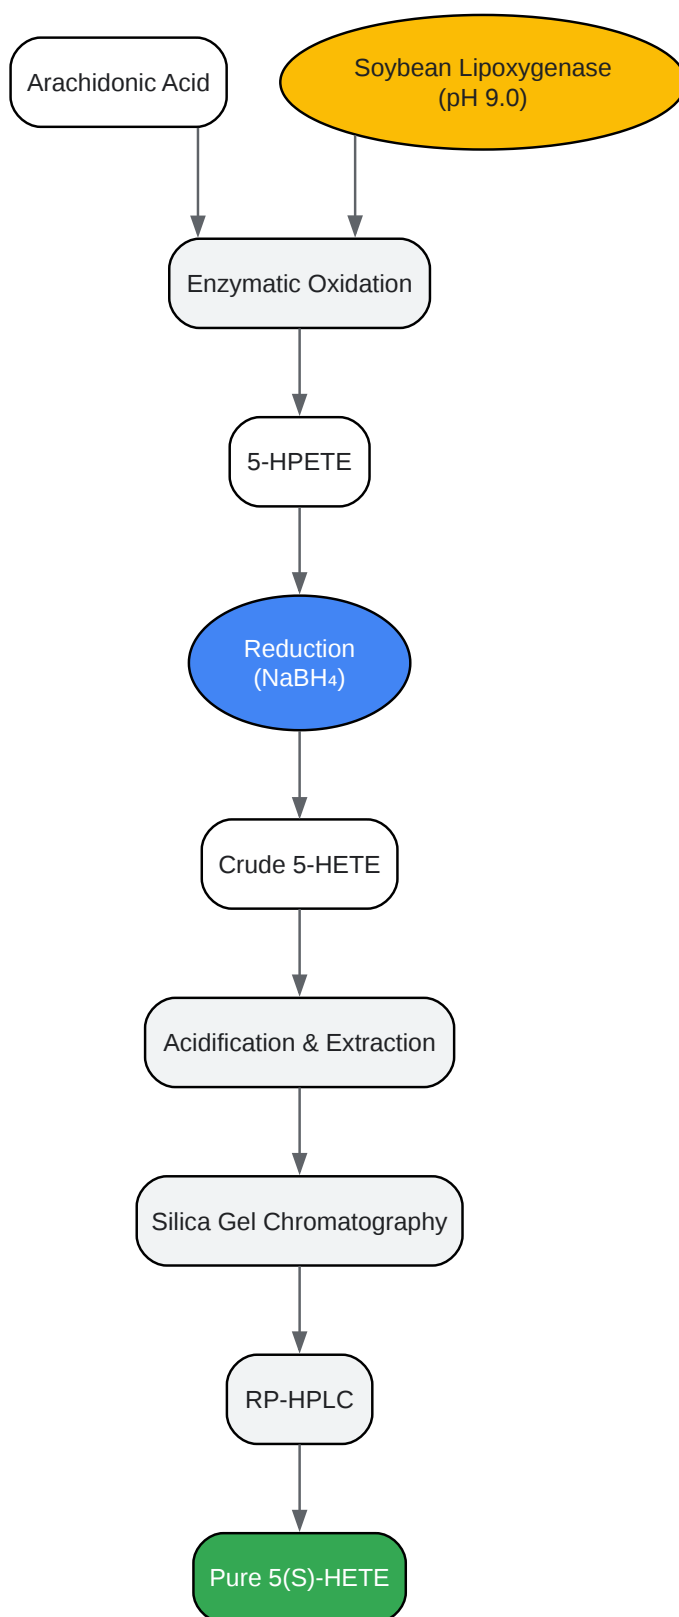 Arachidonic Acid
Soybean Lipoxygenase
(pH 9.0)
Enzymatic Oxidation
5-HPETE
Reduction
(NaBH₄)
Crude 5-HETE
Acidification & Extraction
Silica Gel Chromatography
RP-HPLC
Pure 5(S)-HETE